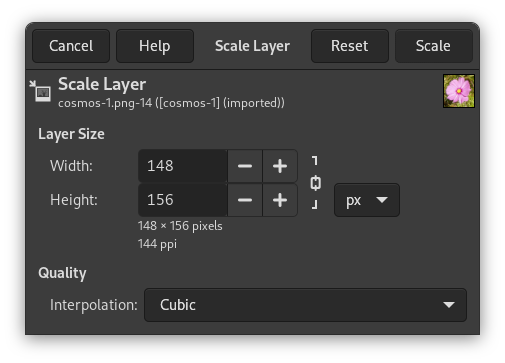 Cancel Help Scale Layer Reset Scale
Scale Layer
cosmos-1.png-14 ([cosmos-1] (imported))
Layer Size
Width: 148
Height: 156 px
148 × 156 pixels
144 ppi
Quality
Interpolation: Cubic